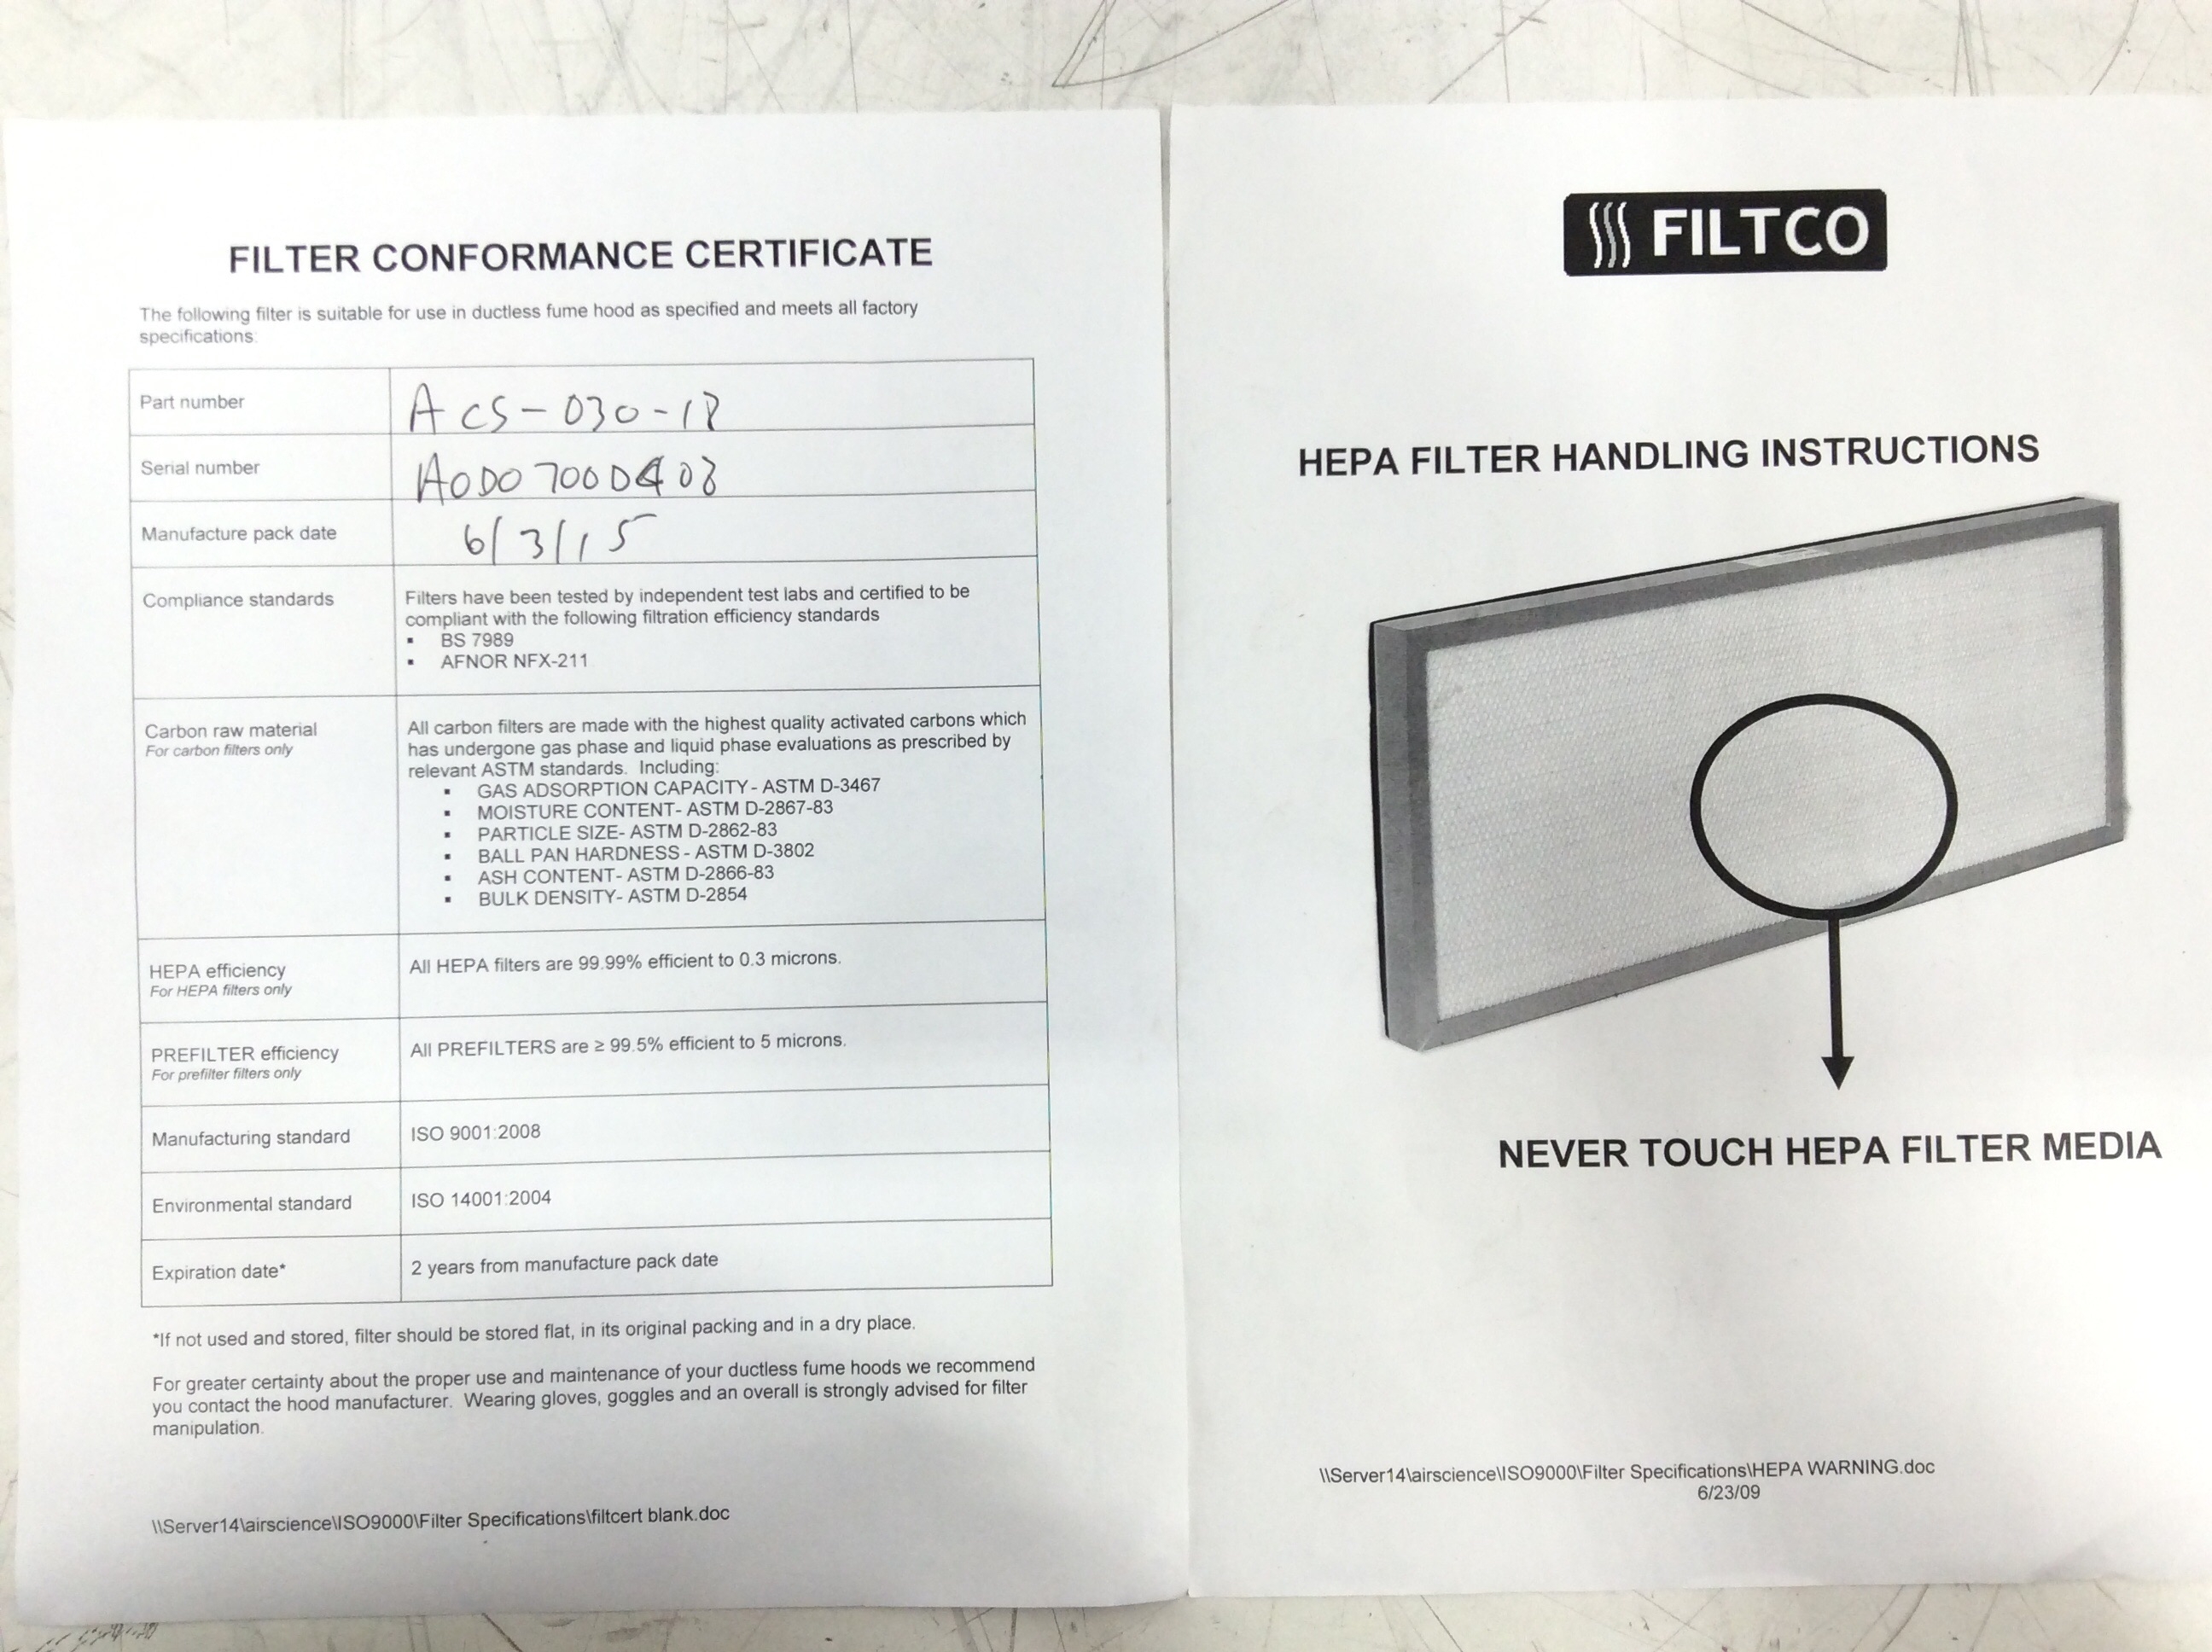 FILTER CONFORMANCE CERTIFICATE
The following filter is suitable for use in ductless fume hood as specified and meets all factory
specifications:
Part number
ACS-030-18
Serial number
Manufacture pack date
6/3/15
Compliance standards
Filters have been tested by independent test labs and certified to be
compliant with the following filtration efficiency standards
▪ BS 7989
▪ AFNOR NFX-211
Carbon raw material
For carbon filters only
All carbon filters are made with the highest quality activated carbons which
has undergone gas phase and liquid phase evaluations as prescribed by
relevant ASTM standards. Including:
▪ GAS ADSORPTION CAPACITY- ASTM D-3467
▪ MOISTURE CONTENT- ASTM D-2867-83
▪ PARTICLE SIZE- ASTM D-2862-83
▪ BALL PAN HARDNESS - ASTM D-3802
▪ ASH CONTENT- ASTM D-2866-83
▪ BULK DENSITY- ASTM D-2854
HEPA efficiency
For HEPA filters only
All HEPA filters are 99.99% efficient to 0.3 microns.
PREFILTER efficiency
For prefilter filters only
All PREFILTERS are ≥ 99.5% efficient to 5 microns.
Manufacturing standard
ISO 9001:2008
Environmental standard
ISO 14001:2004
Expiration date*
2 years from manufacture pack date
*If not used and stored, filter should be stored flat, in its original packing and in a dry place.
For greater certainty about the proper use and maintenance of your ductless fume hoods we recommend
you contact the hood manufacturer. Wearing gloves, goggles and an overall is strongly advised for filter
manipulation.
\\Server14\airscience\ISO9000\Filter Specifications\filtcert blank.doc
FILTCO
HEPA FILTER HANDLING INSTRUCTIONS
NEVER TOUCH HEPA FILTER MEDIA
\\Server14\airscience\ISO9000\Filter Specifications\HEPA WARNING.doc
6/23/09